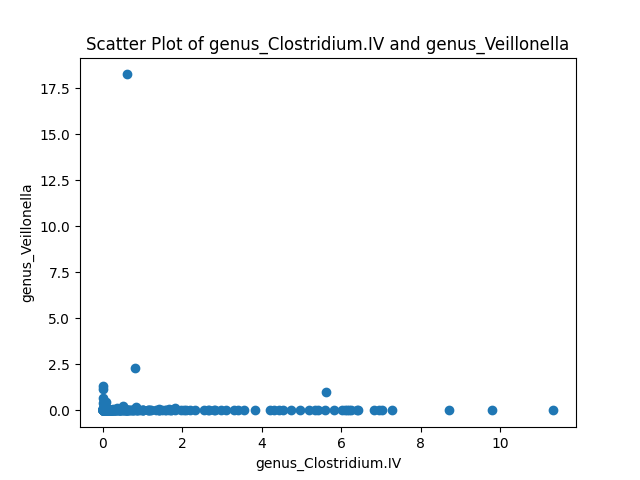 Scatter Plot of genus_Clostridium.IV and genus_Veillonella
17.5
15.0
12.5
10.0
7.5
5.0
2.5
0.0
genus_Veillonella
0 2 4 6 8 10
genus_Clostridium.IV